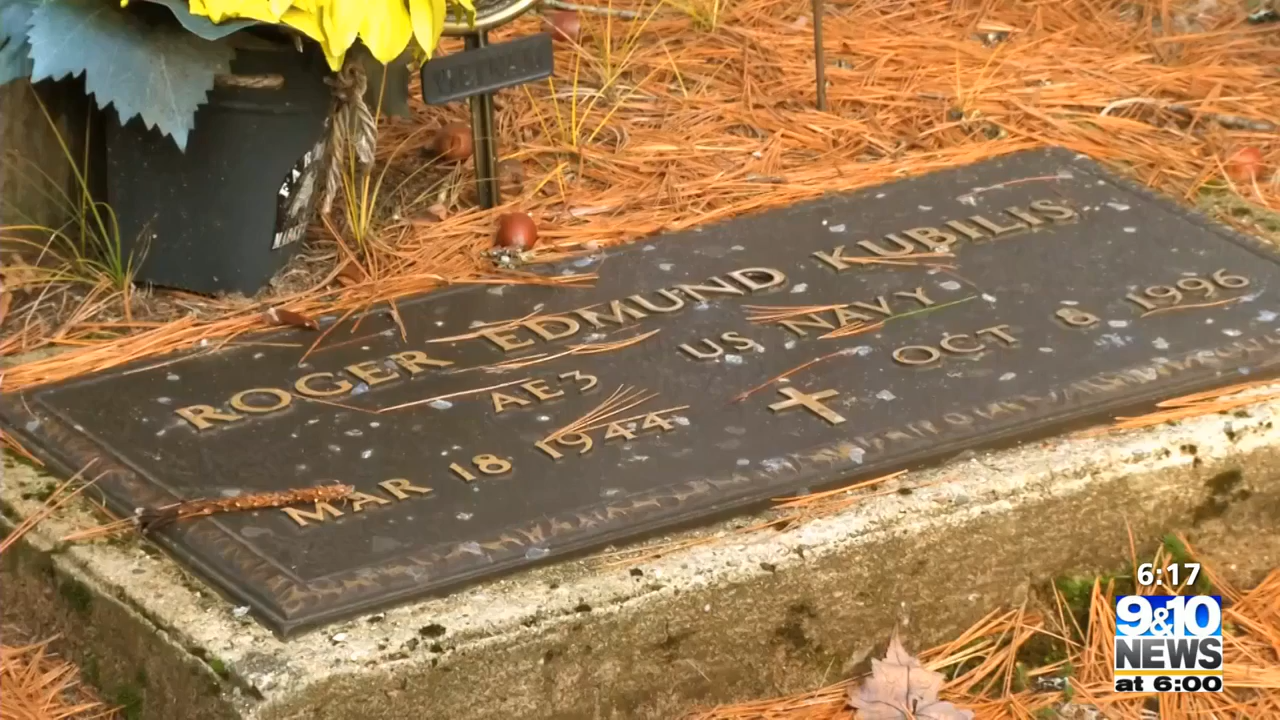 VETERAN
ROGER EDMUND KUBILIS
AE3 US NAVY
MAR 18 1944 OCT 8 1996
6:17
9&10
NEWS
at 6:00